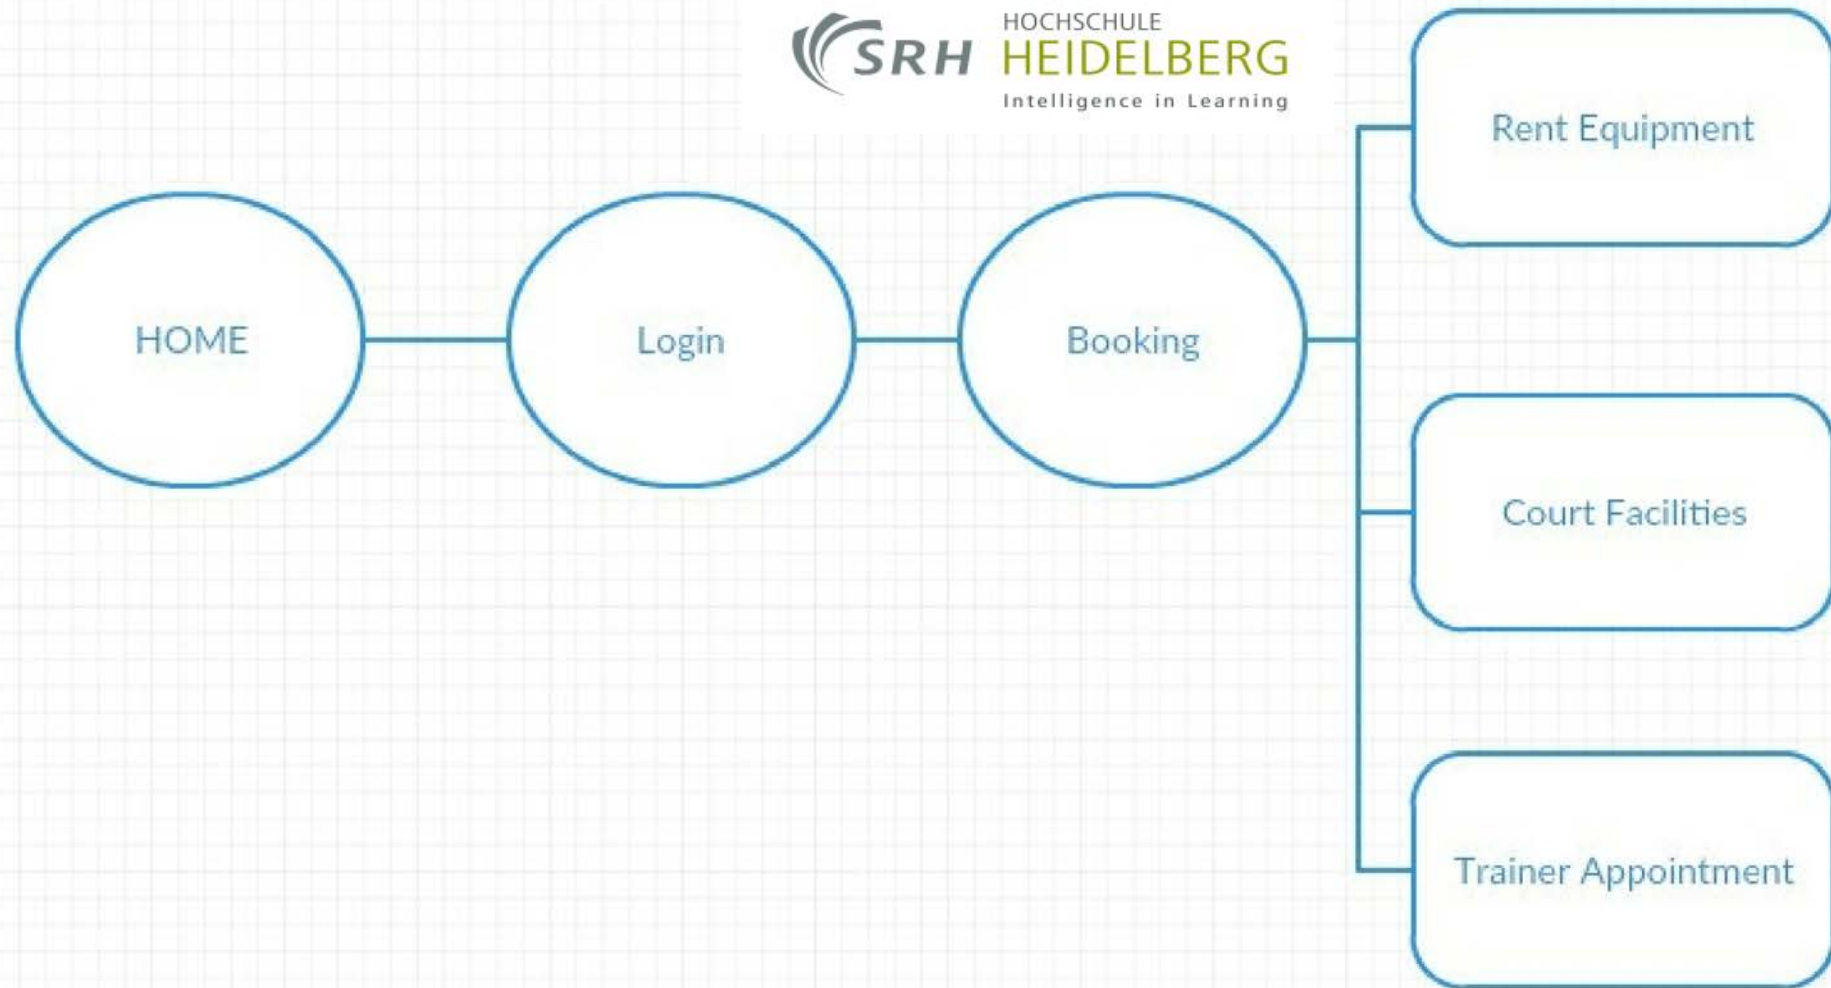 SRH
HOCHSCHULE
HEIDELBERG
Intelligence in Learning
HOME
Login
Booking
Rent Equipment
Court Facilities
Trainer Appointment